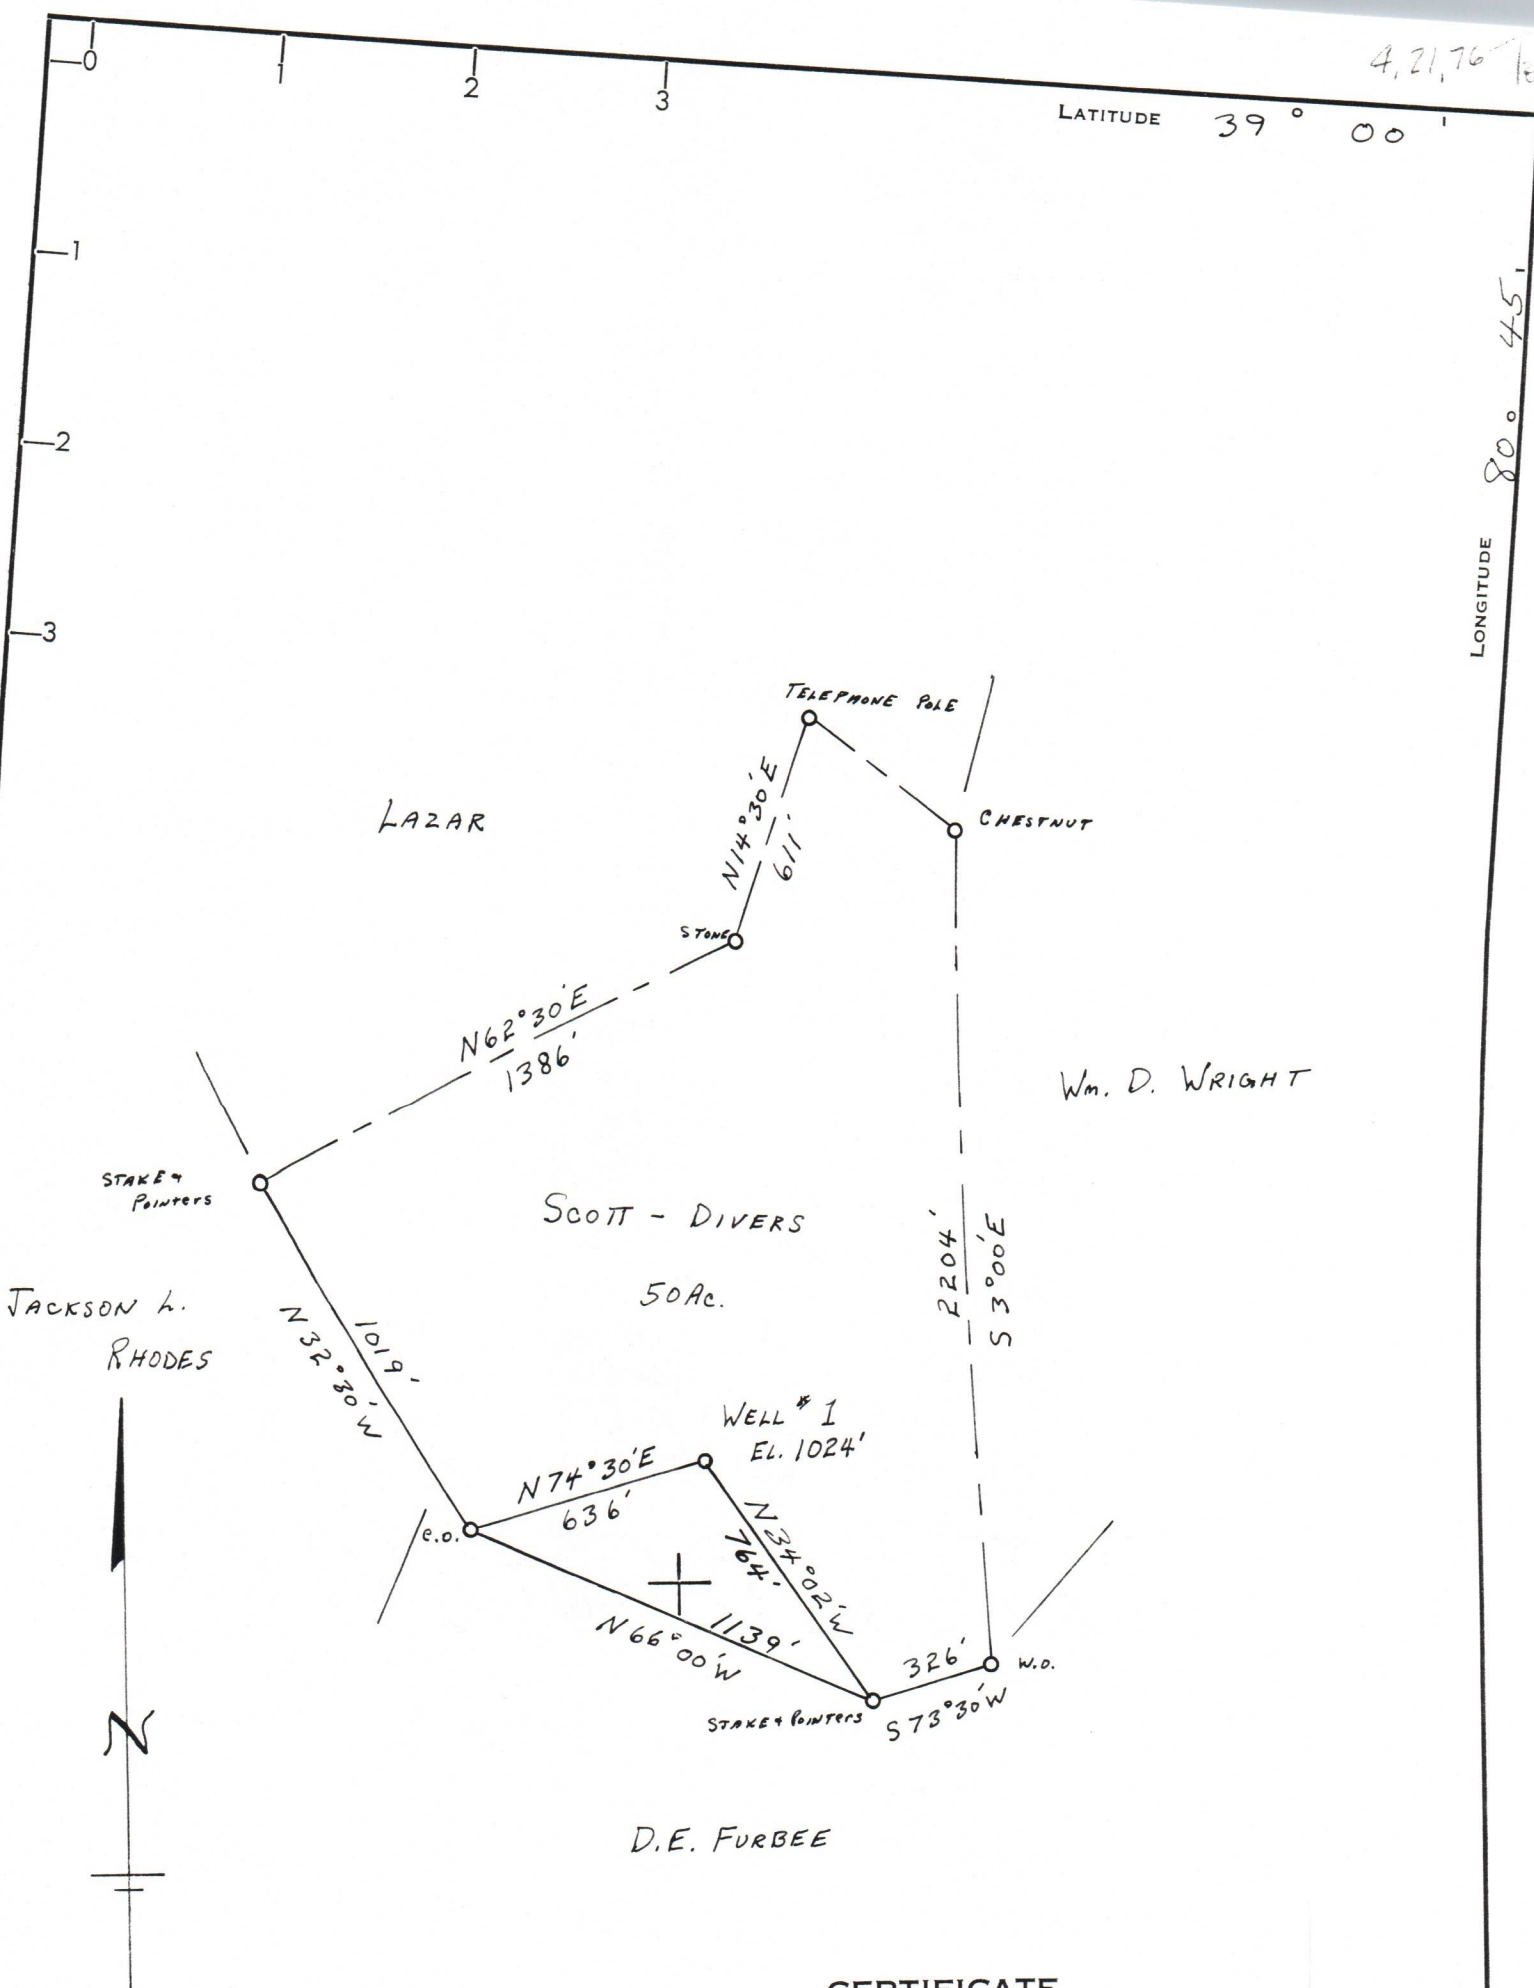 4,21,76
0
1
2
3
LATITUDE 39° 00'
1
2
3
LONGITUDE 80° 45'
TELEPHONE POLE
CHESTNUT
LAZAR
N14°30'E
611'
STONE
N62°30'E
1386'
Wm. D. WRIGHT
STAKE &
Pointers
SCOTT - DIVERS
50 Ac.
2204'
S 3°00'E
JACKSON L.
RHODES
1019'
N32°30'W
WELL #1
EL. 1024'
N74°30'E
636'
C.O.
N34°02'W
764'
1139'
N66°00'W
326'
W.O.
S73°30'W
STAKE & Pointers
N
D.E. FURBEE
CERTIFICATE